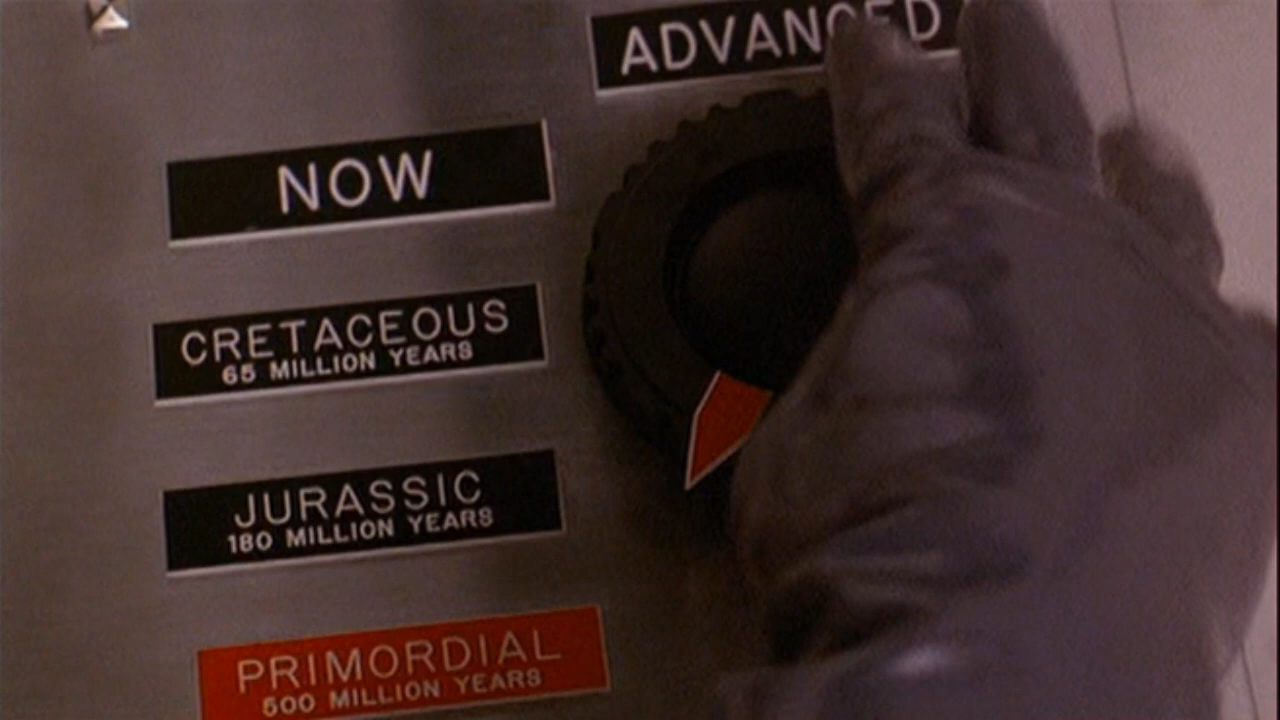 ADVANCED
NOW
CRETACEOUS
65 MILLION YEARS
JURASSIC
180 MILLION YEARS
PRIMORDIAL
500 MILLION YEARS